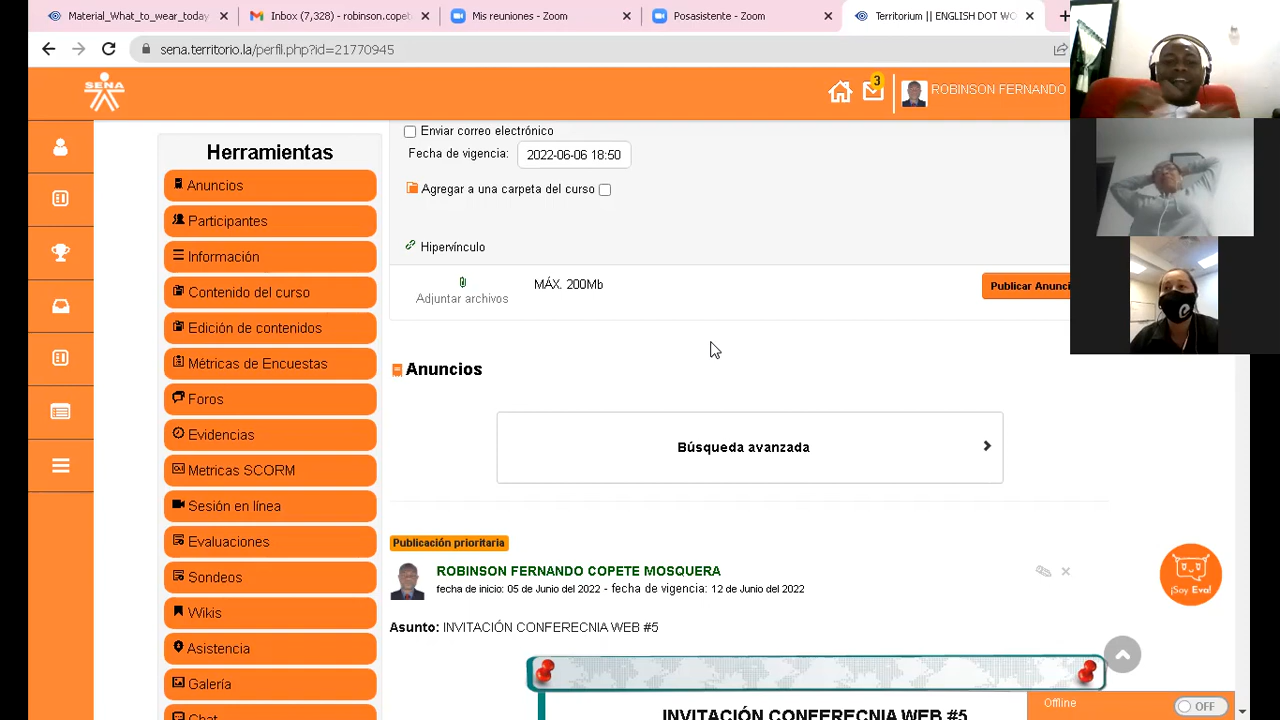 Material_What_to_wear_today
Inbox (7,328) - robinson.copet
Mis reuniones - Zoom
Posasistente - Zoom
Territorium || ENGLISH DOT WO
sena.territorio.la/perfil.php?id=21770945
SENA
3
ROBINSON FERNANDO
Herramientas
Anuncios
Participantes
Información
Contenido del curso
Edición de contenidos
Métricas de Encuestas
Foros
Evidencias
Metricas SCORM
Sesión en línea
Evaluaciones
Sondeos
Wikis
Asistencia
Galería
Chat
Enviar correo electrónico
Fecha de vigencia: 2022-06-06 18:50
Agregar a una carpeta del curso
Hipervínculo
Adjuntar archivos
MÁX. 200Mb
Publicar Anunci
Anuncios
Búsqueda avanzada
Publicación prioritaria
ROBINSON FERNANDO COPETE MOSQUERA
fecha de inicio: 05 de Junio del 2022 - fecha de vigencia: 12 de Junio del 2022
Asunto: INVITACIÓN CONFERECNIA WEB #5
INVITACIÓN CONFERECNIA WEB #5
¡Soy Eva!
Offline
OFF